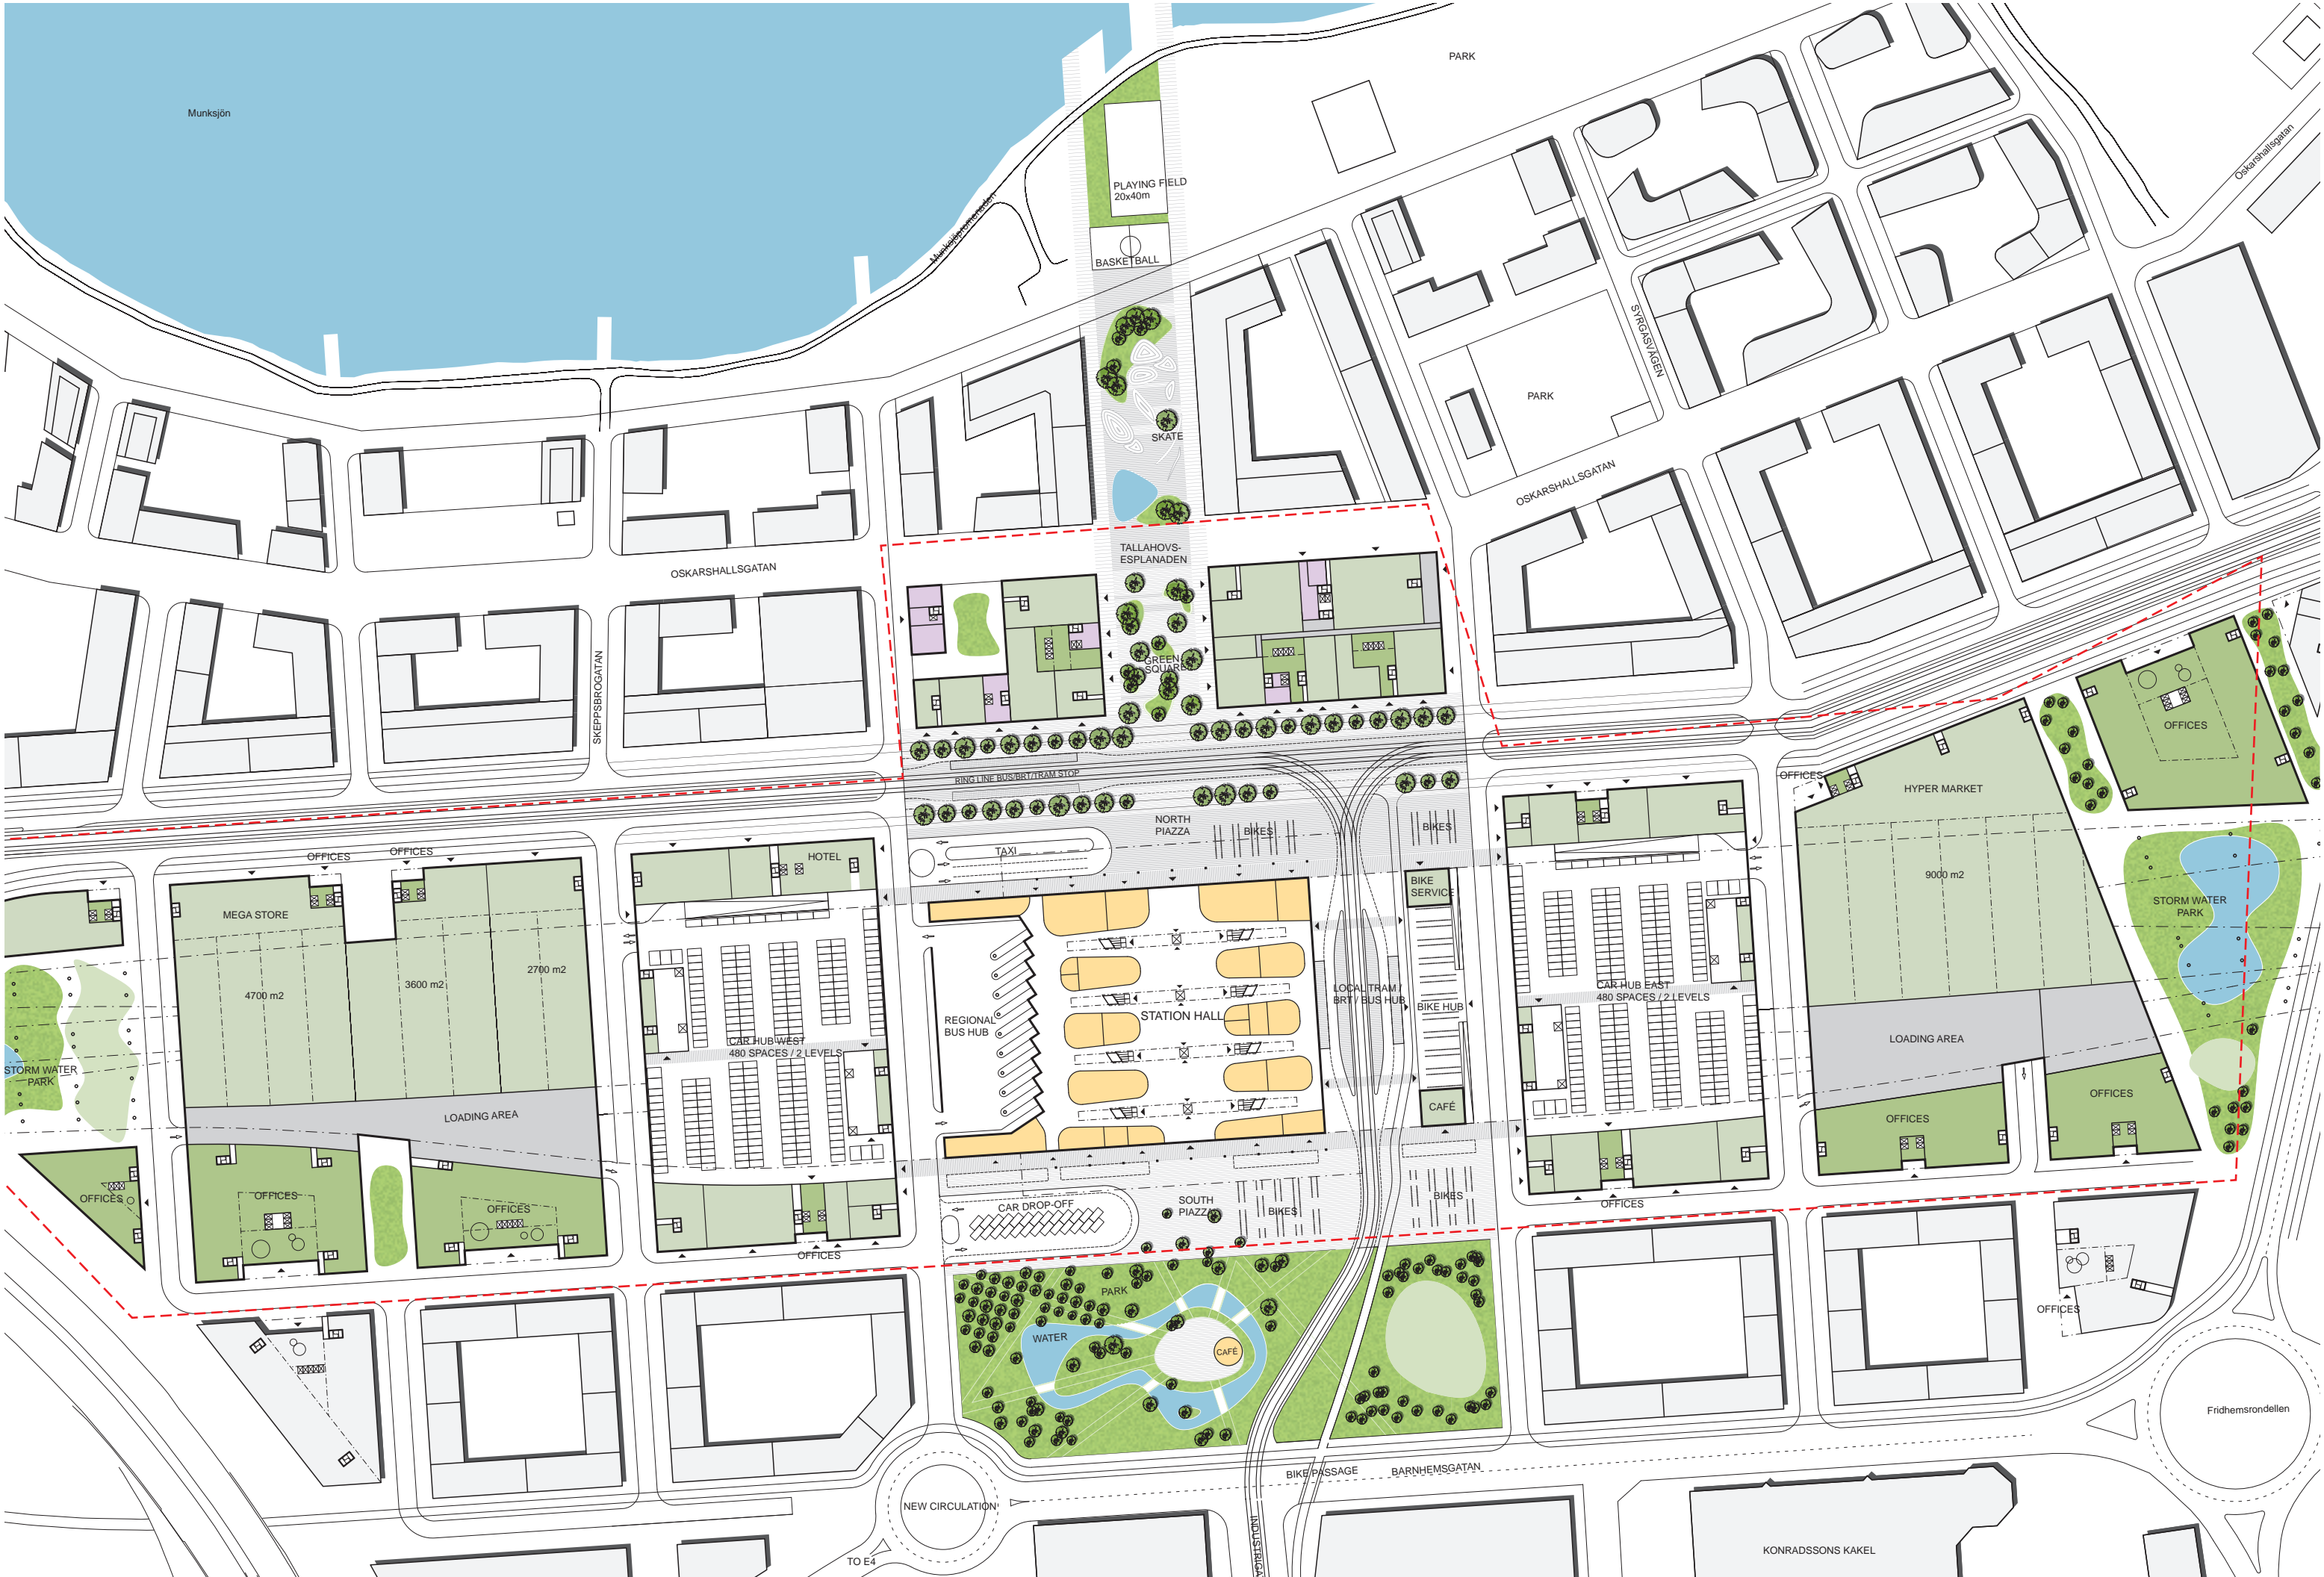 PARK
Munksjön
Oskarshallsgatan
PLAYING FIELD
20x40m
Munksjöpromenaden
BASKETBALL
SYRGASVÄGEN
PARK
SKATE
OSKARSHALLSGATAN
TALLAHOVS-
ESPLANADEN
OSKARSHALLSGATAN
GREEN
SQUARE
SKEPPSBROGATAN
OFFICES
RING LINE BUS/BRT/TRAM STOP
OFFICES
HYPER MARKET
NORTH
PIAZZA
BIKES
BIKES
TAXI
OFFICES
OFFICES
HOTEL
BIKE
SERVICE
9000 m2
MEGA STORE
STORM WATER
PARK
2700 m2
3600 m2
4700 m2
LOCAL TRAM /
BRT / BUS HUB
CAR HUB EAST
480 SPACES / 2 LEVELS
BIKE HUB
STATION HALL
REGIONAL
BUS HUB
LOADING AREA
CAR HUB WEST
480 SPACES / 2 LEVELS
STORM WATER
PARK
OFFICES
CAFÉ
LOADING AREA
OFFICES
OFFICES
OFFICES
OFFICES
CAR DROP-OFF
SOUTH
PIAZZA
BIKES
BIKES
OFFICES
OFFICES
PARK
OFFICES
WATER
CAFÉ
Fridhemsrondellen
BIKE PASSAGE
BARNHEMSGATAN
NEW CIRCULATION
INDUSTRIGA
TO E4
KONRADSSONS KAKEL